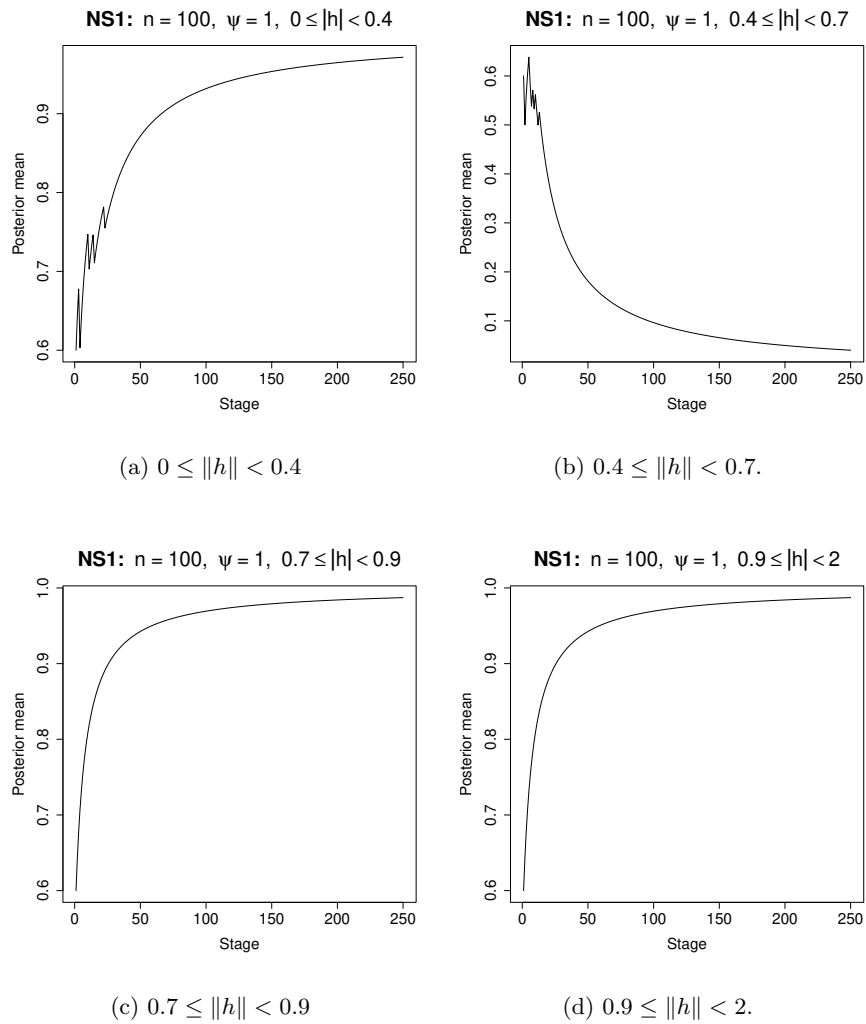 NS1: n = 100, ψ = 1, 0 ≤ |h| < 0.4
Posterior mean
0.6 0.7 0.8 0.9
0 50 100 150 200 250
Stage
(a) 0 ≤ ‖h‖ < 0.4
NS1: n = 100, ψ = 1, 0.4 ≤ |h| < 0.7
Posterior mean
0.1 0.2 0.3 0.4 0.5 0.6
0 50 100 150 200 250
Stage
(b) 0.4 ≤ ‖h‖ < 0.7.
NS1: n = 100, ψ = 1, 0.7 ≤ |h| < 0.9
Posterior mean
0.6 0.7 0.8 0.9 1.0
0 50 100 150 200 250
Stage
(c) 0.7 ≤ ‖h‖ < 0.9
NS1: n = 100, ψ = 1, 0.9 ≤ |h| < 2
Posterior mean
0.6 0.7 0.8 0.9 1.0
0 50 100 150 200 250
Stage
(d) 0.9 ≤ ‖h‖ < 2.